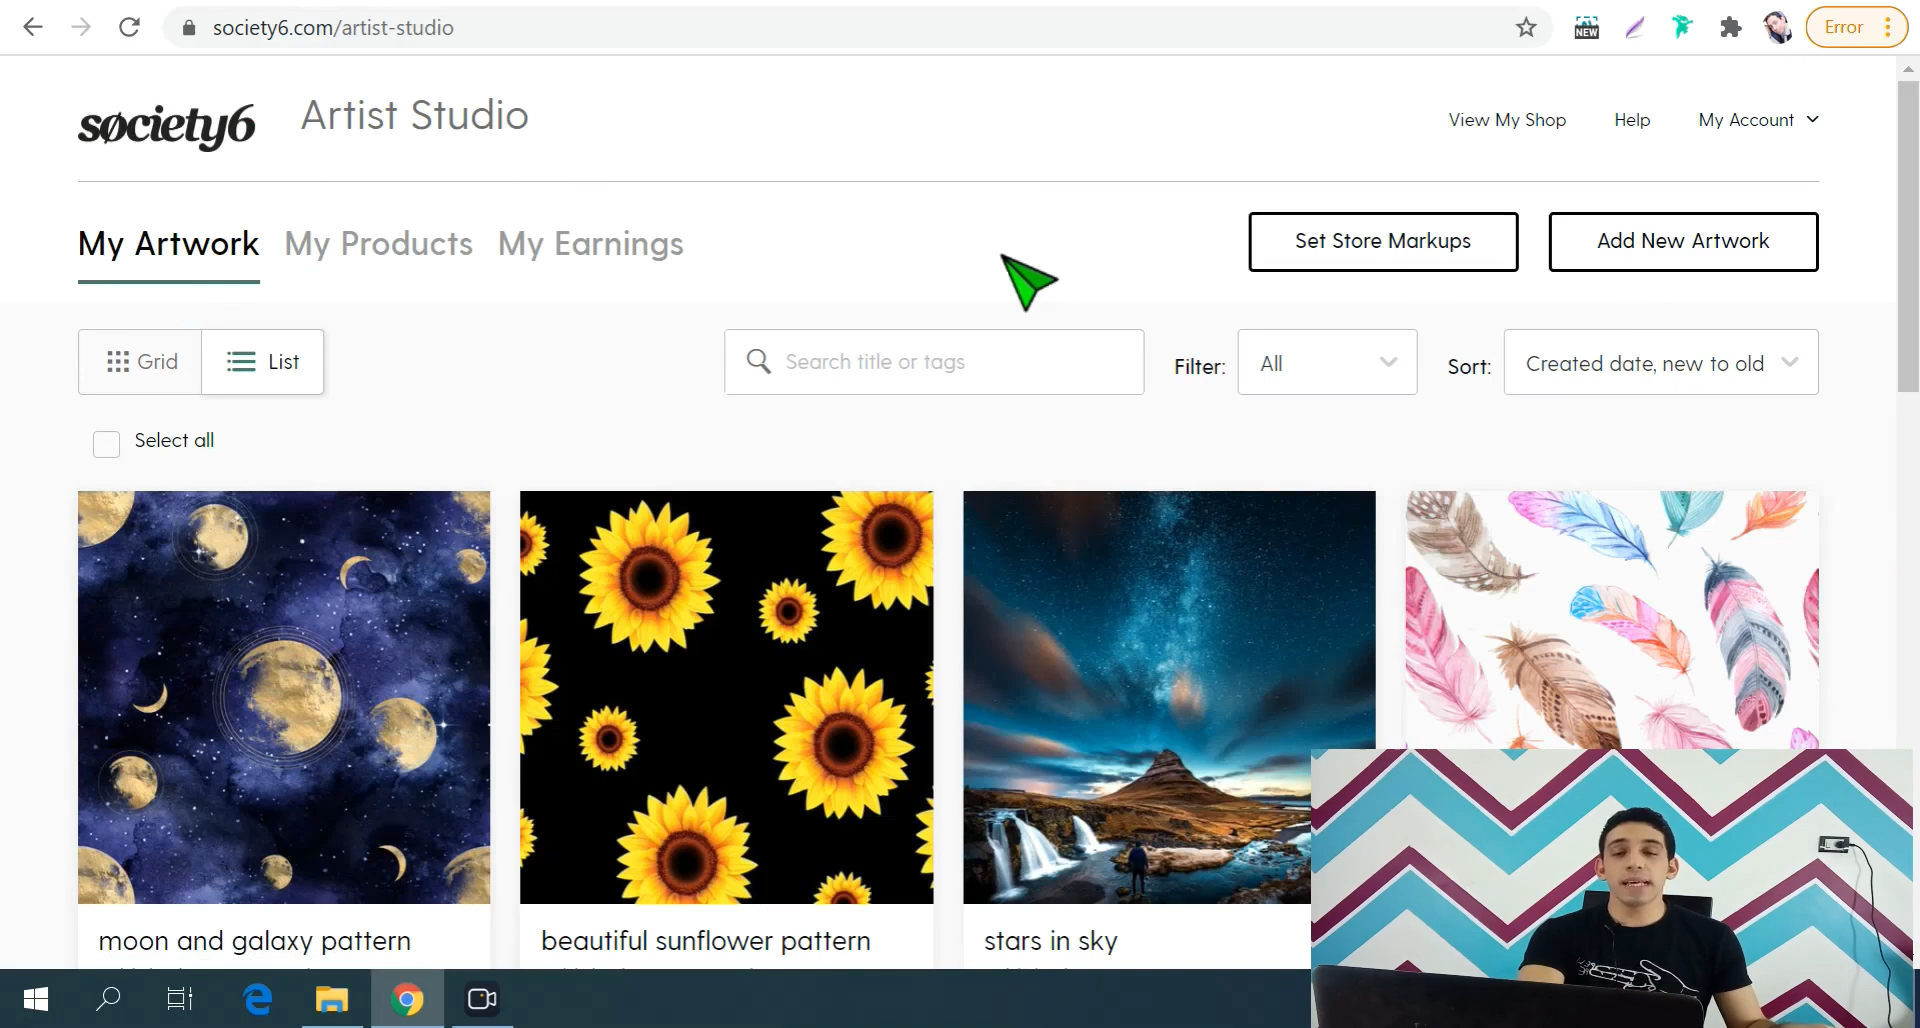 society6.com/artist-studio
NEW
Error
society6
Artist Studio
View My Shop
Help
My Account
My Artwork
My Products
My Earnings
Set Store Markups
Add New Artwork
Grid
List
Search title or tags
Filter:
All
Sort:
Created date, new to old
Select all
moon and galaxy pattern
beautiful sunflower pattern
stars in sky